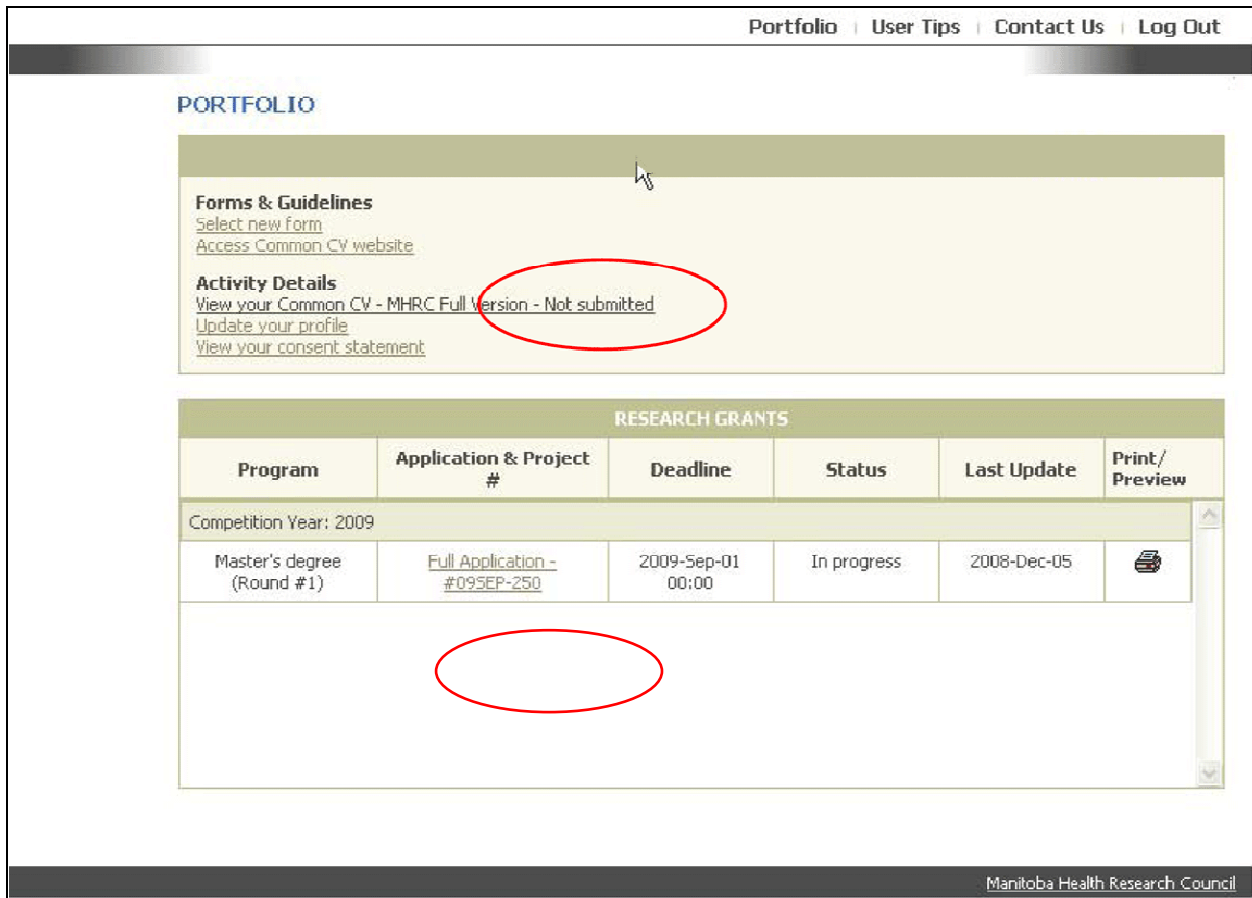 Portfolio | User Tips | Contact Us | Log Out
PORTFOLIO
Forms & Guidelines
Select new form
Access Common CV website
Activity Details
View your Common CV - MHRC Full Version - Not submitted
Update your profile
View your consent statement
RESEARCH GRANTS
Program Application & Project # Deadline Status Last Update Print/ Preview
Competition Year: 2009
Master's degree (Round #1) Full Application - #09SEP-250 2009-Sep-01 00:00 In progress 2008-Dec-05
Manitoba Health Research Council